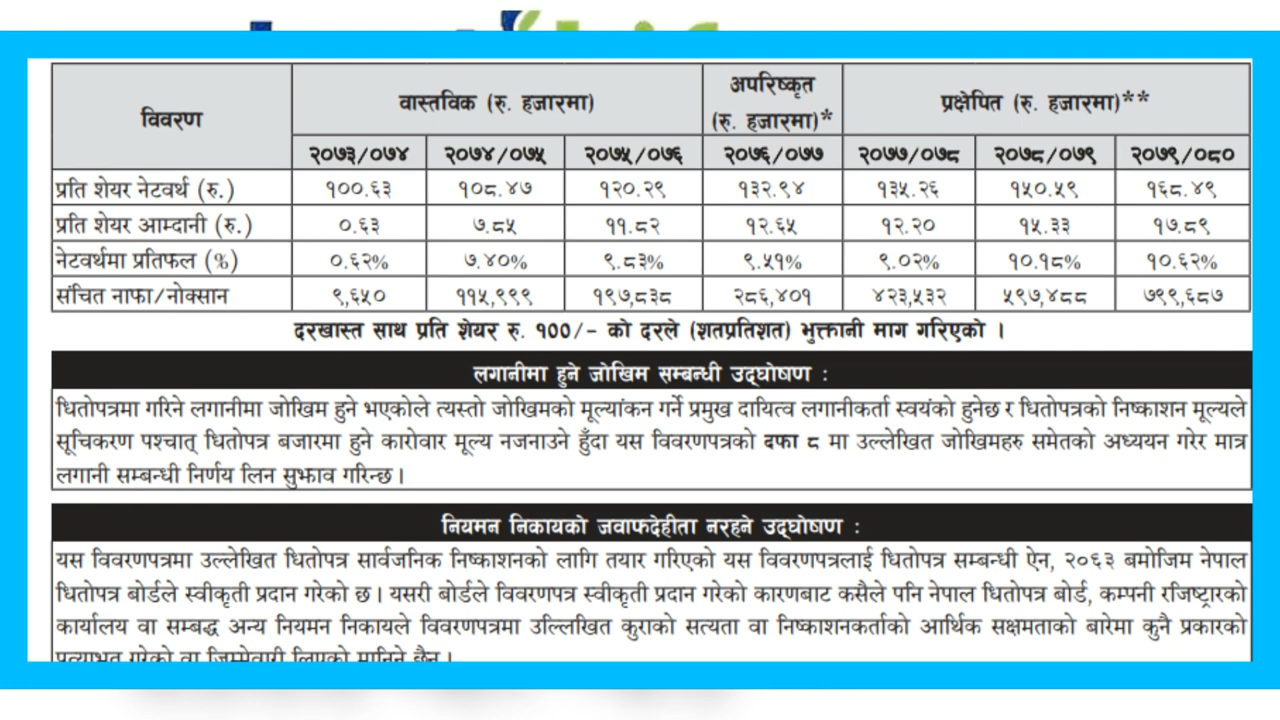 विवरण वास्तविक (रु. हजारमा) अपरिष्कृत (रु. हजारमा)* प्रक्षेपित (रु. हजारमा)**
२०७३/०७४ २०७४/०७५ २०७५/०७६ २०७६/०७७ २०७७/०७८ २०७८/०७९ २०७९/०८०
प्रति शेयर नेटवर्थ (रु.) १००.६३ १०८.४७ १२०.२९ १३२.९४ १३५.२६ १५०.५९ १६८.४९
प्रति शेयर आम्दानी (रु.) ०.६३ ७.८५ ११.८२ १२.६५ १२.२० १५.३३ १७.८९
नेटवर्थमा प्रतिफल (%) ०.६२% ७.४०% ९.८३% ९.५१% ९.०२% १०.१८% १०.६२%
संचित नाफा/नोक्सान ९,६५० ११५,९९९ १९७,८३८ २८६,४०१ ४२३,५३२ ५९७,४८८ ७९९,६८७
दरखास्त साथ प्रति शेयर रु. १००/- को दरले (शतप्रतिशत) भुक्तानी माग गरिएको ।
लगानीमा हुने जोखिम सम्बन्धी उद्घोषण :
धितोपत्रमा गरिने लगानीमा जोखिम हुने भएकोले त्यस्तो जोखिमको मूल्यांकन गर्ने प्रमुख दायित्व लगानीकर्ता स्वयंको हुनेछ र धितोपत्रको निष्काशन मूल्यले
सूचिकरण पश्चात् धितोपत्र बजारमा हुने कारोवार मूल्य नजनाउने हुँदा यस विवरणपत्रको दफा ८ मा उल्लेखित जोखिमहरु समेतको अध्ययन गरेर मात्र
लगानी सम्बन्धी निर्णय लिन सुझाव गरिन्छ ।
नियमन निकायको जवाफदेहीता नरहने उद्घोषण :
यस विवरणपत्रमा उल्लेखित धितोपत्र सार्वजनिक निष्काशनको लागि तयार गरिएको यस विवरणपत्रलाई धितोपत्र सम्बन्धी ऐन, २०६३ बमोजिम नेपाल
धितोपत्र बोर्डले स्वीकृती प्रदान गरेको छ । यसरी बोर्डले विवरणपत्र स्वीकृती प्रदान गरेको कारणबाट कसैले पनि नेपाल धितोपत्र बोर्ड, कम्पनी रजिष्ट्रारको
कार्यालय वा सम्बद्ध अन्य नियमन निकायले विवरणपत्रमा उल्लिखित कुराको सत्यता वा निष्काशनकर्ताको आर्थिक सक्षमताको बारेमा कुनै प्रकारको
प्रत्याभूत गरेको वा जिम्मेवारी लिएको मानिने छैन ।